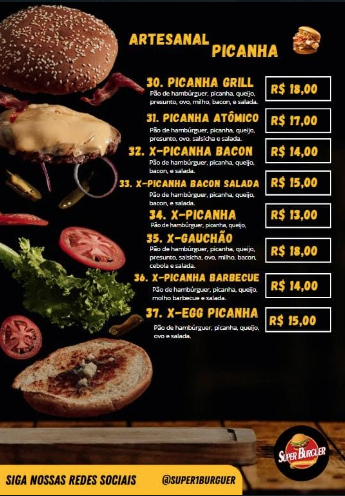 ARTESANAL
PICANHA
30. PICANHA GRILL
Pão de hambúrguer, picanha, queijo,
presunto, ovo, milho, bacon, e salada.
R$ 18,00
31. PICANHA ATÔMICO
Pão de hambúrguer, picanha, queijo,
presunto, ovo, salsicha e salada.
R$ 17,00
32. X-PICANHA BACON
Pão de hambúrguer, picanha, queijo,
bacon, e salada.
R$ 14,00
33. X-PICANHA BACON SALADA
Pão de hambúrguer, picanha, queijo,
bacon, e salada.
R$ 15,00
34. X-PICANHA
Pão de hambúrguer, picanha, queijo,
R$ 13,00
35. X-GAUCHÃO
Pão de hambúrguer, picanha, queijo,
presunto, salsicha, ovo, milho, bacon,
cebola e salada.
R$ 18,00
36. X-PICANHA BARBECUE
Pão de hambúrguer, picanha, queijo,
molho barbecue e salada.
R$ 14,00
37. X-EGG PICANHA
Pão de hambúrguer, picanha, queijo,
ovo e salada.
R$ 15,00
SUPER BURGUER
SIGA NOSSAS REDES SOCIAIS @SUPER1BURGUER